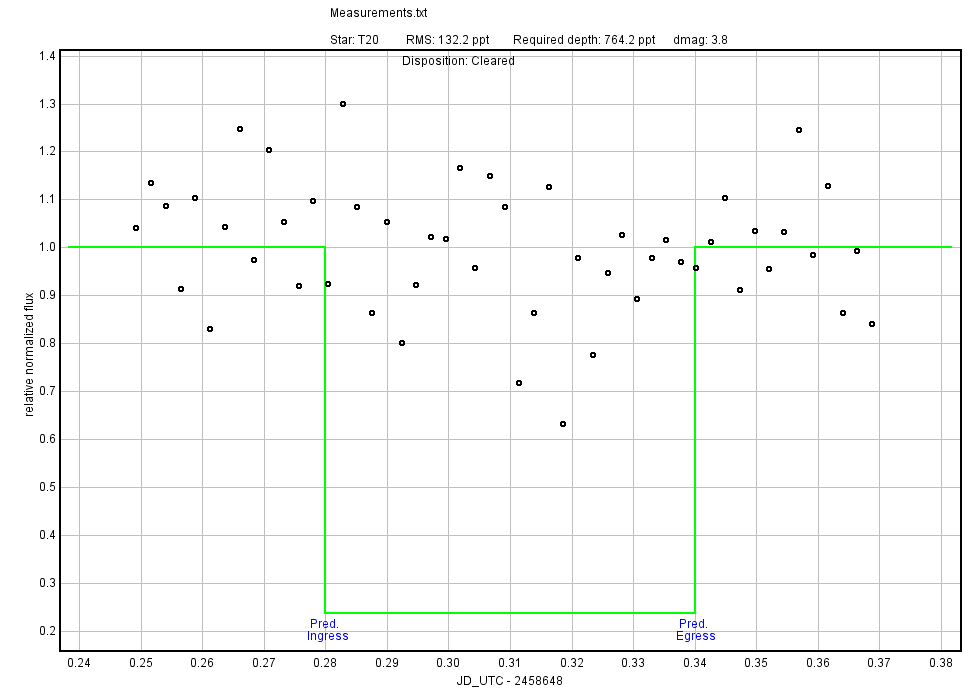 Measurements.txt
Star: T20 RMS: 132.2 ppt Required depth: 764.2 ppt dmag: 3.8
Disposition: Cleared
1.4
1.3
1.2
1.1
1.0
0.9
0.8
0.7
0.6
0.5
0.4
0.3
0.2
relative normalized flux
Pred.
Ingress
Pred.
Egress
0.24 0.25 0.26 0.27 0.28 0.29 0.30 0.31 0.32 0.33 0.34 0.35 0.36 0.37 0.38
JD_UTC - 2458648